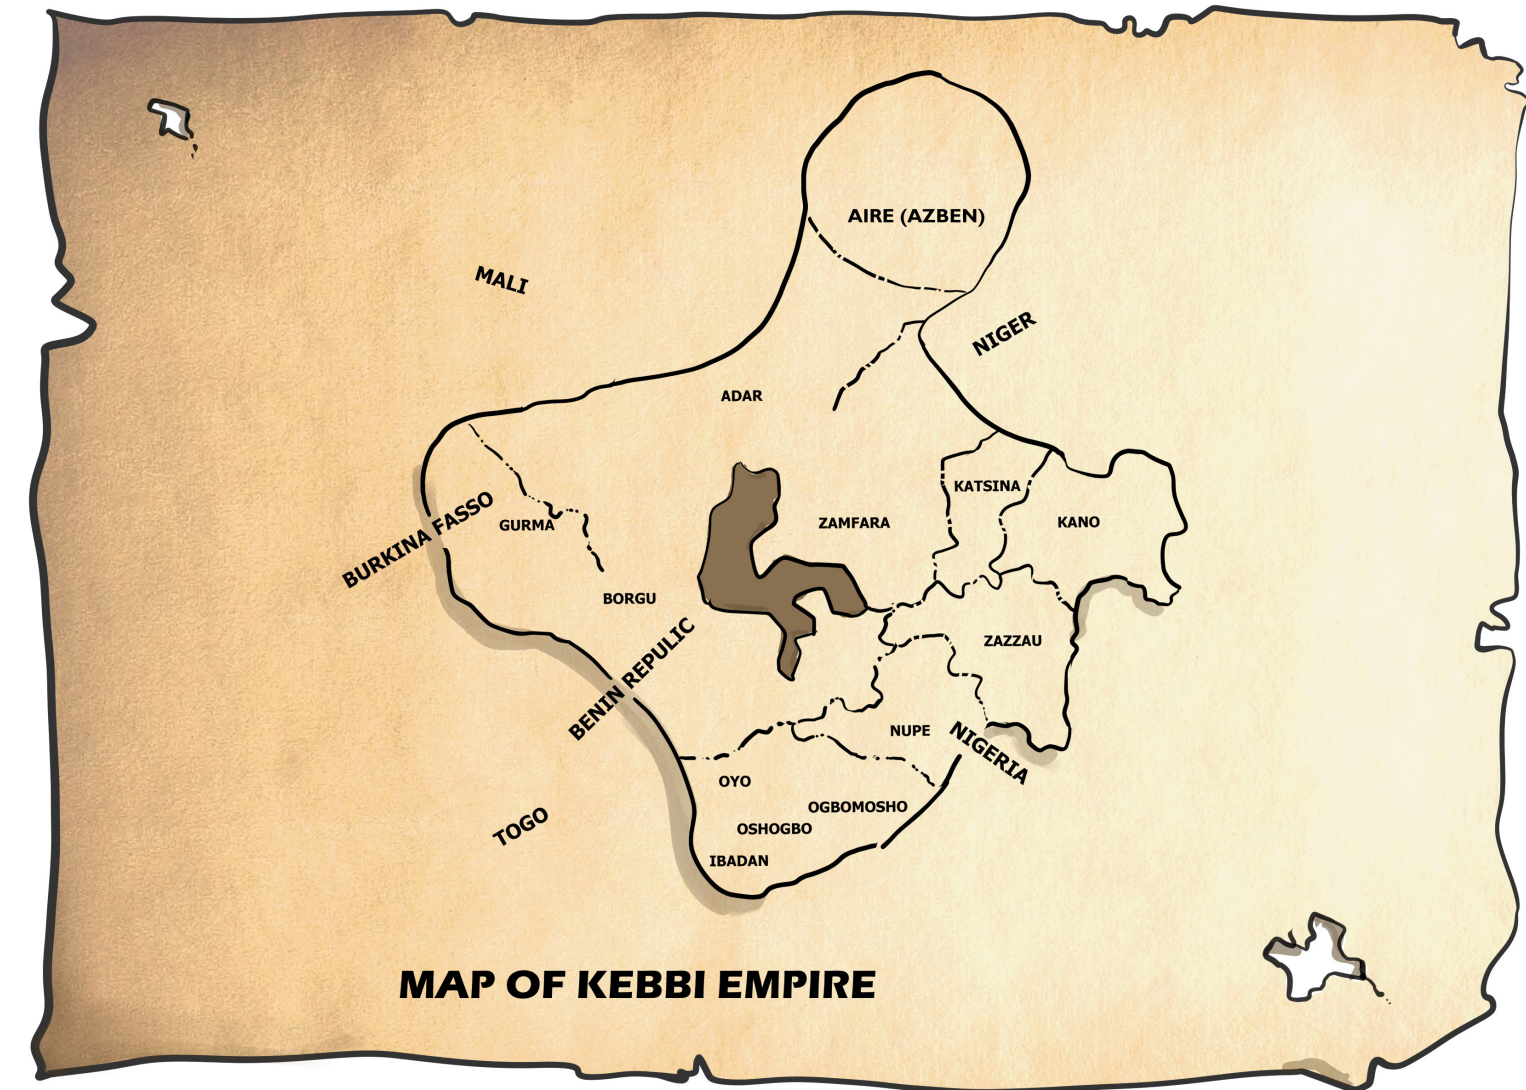 AIRE (AZBEN)
MALI
NIGER
ADAR
KATSINA
BURKINA FASSO
GURMA
ZAMFARA
KANO
BORGU
BENIN REPULIC
ZAZZAU
NUPE
NIGERIA
OYO
OGBOMOSHO
TOGO
OSHOGBO
IBADAN
MAP OF KEBBI EMPIRE